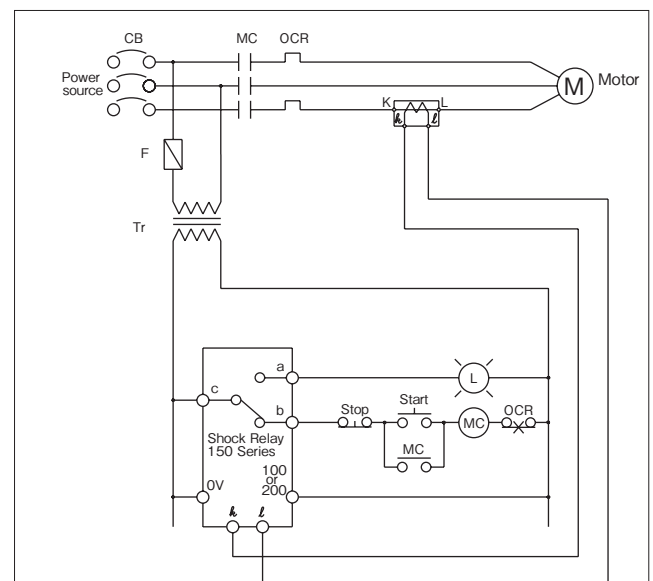 CB
MC
OCR
Power
source
M
Motor
K
L
k
l
F
Tr
a
L
c
b
Stop
Start
MC
OCR
MC
Shock Relay
150 Series
100
or
200
0V
k
l